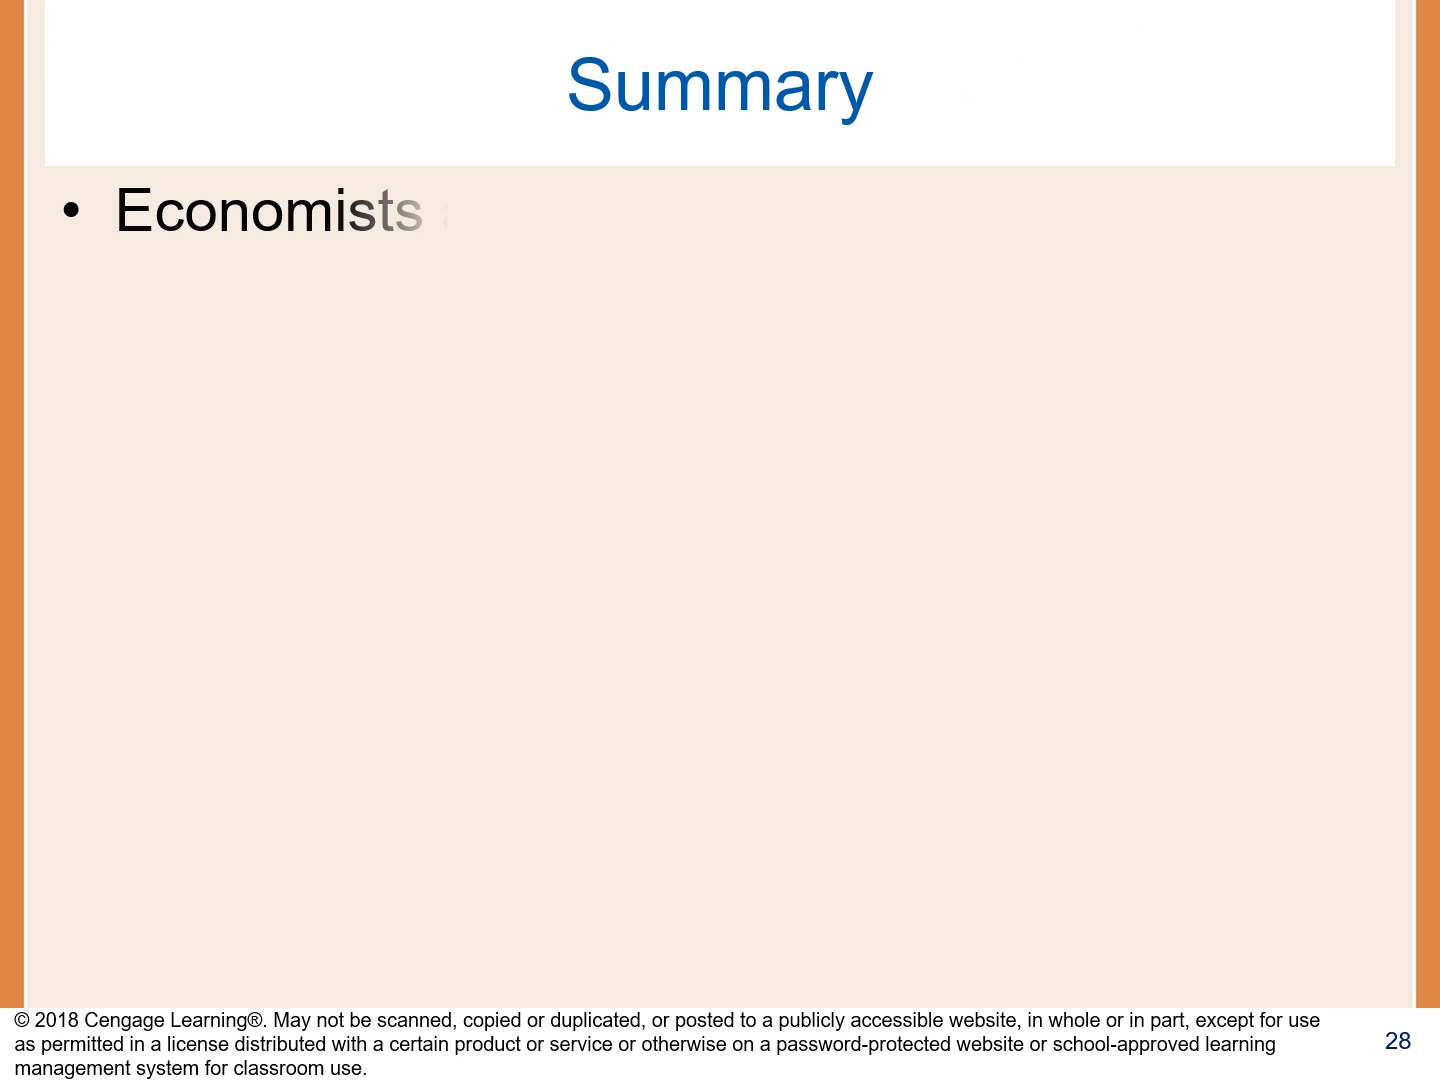 Summary
• Economists
© 2018 Cengage Learning®. May not be scanned, copied or duplicated, or posted to a publicly accessible website, in whole or in part, except for use
as permitted in a license distributed with a certain product or service or otherwise on a password-protected website or school-approved learning
management system for classroom use.
28